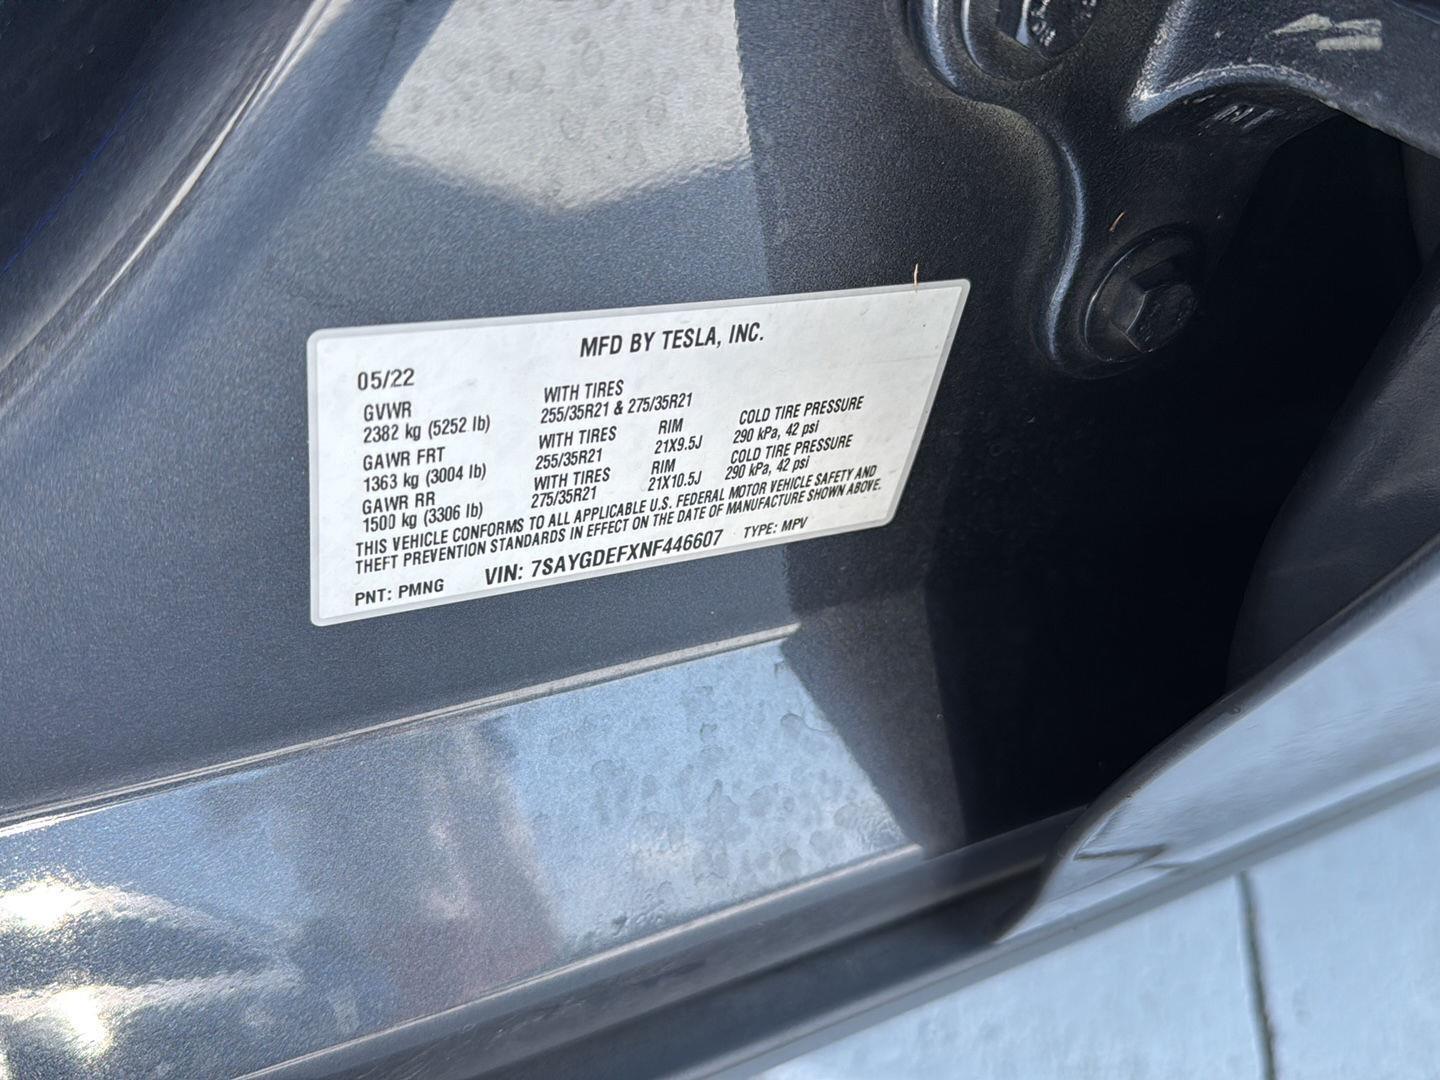 MFD BY TESLA, INC.
05/22
GVWR
2382 kg (5252 lb)
WITH TIRES
255/35R21 & 275/35R21
GAWR FRT
1363 kg (3004 lb)
WITH TIRES
255/35R21
RIM
21X9.5J
COLD TIRE PRESSURE
290 kPa, 42 psi
GAWR RR
1500 kg (3306 lb)
WITH TIRES
275/35R21
RIM
21X10.5J
COLD TIRE PRESSURE
290 kPa, 42 psi
THIS VEHICLE CONFORMS TO ALL APPLICABLE U.S. FEDERAL MOTOR VEHICLE SAFETY AND
THEFT PREVENTION STANDARDS IN EFFECT ON THE DATE OF MANUFACTURE SHOWN ABOVE.
PNT: PMNG
VIN: 7SAYGDEFXNF446607
TYPE: MPV